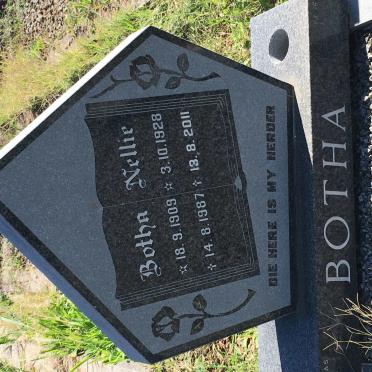 Botha Nellie
☆ 18.9.1909 ☆ 3.10.1928
✝ 14.8.1987 ✝ 13.8.2011
DIE HERE IS MY HERDER
BOTHA